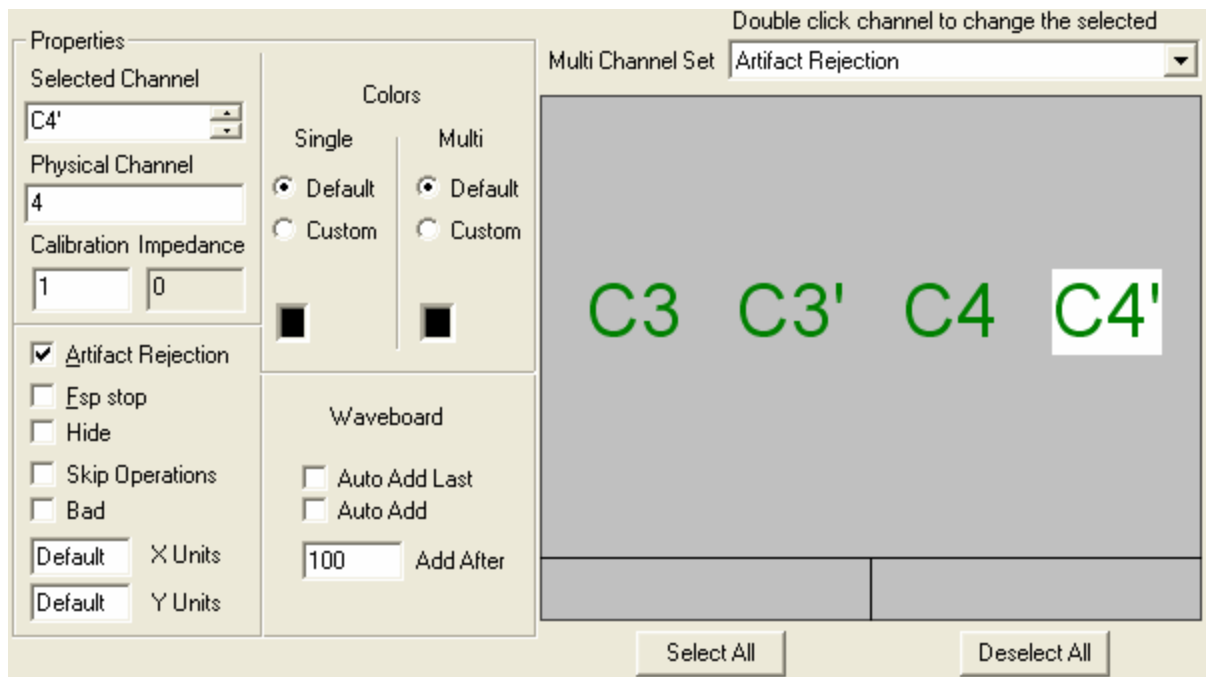 Double click channel to change the selected
Multi Channel Set Artifact Rejection
Properties
Selected Channel
C4'
Physical Channel
4
Calibration Impedance
1 0
Colors
Single Multi
Default Default
Custom Custom
Artifact Rejection
Fsp stop
Hide
Skip Operations
Bad
Default X Units
Default Y Units
Waveboard
Auto Add Last
Auto Add
100 Add After
C3 C3' C4 C4'
Select All Deselect All